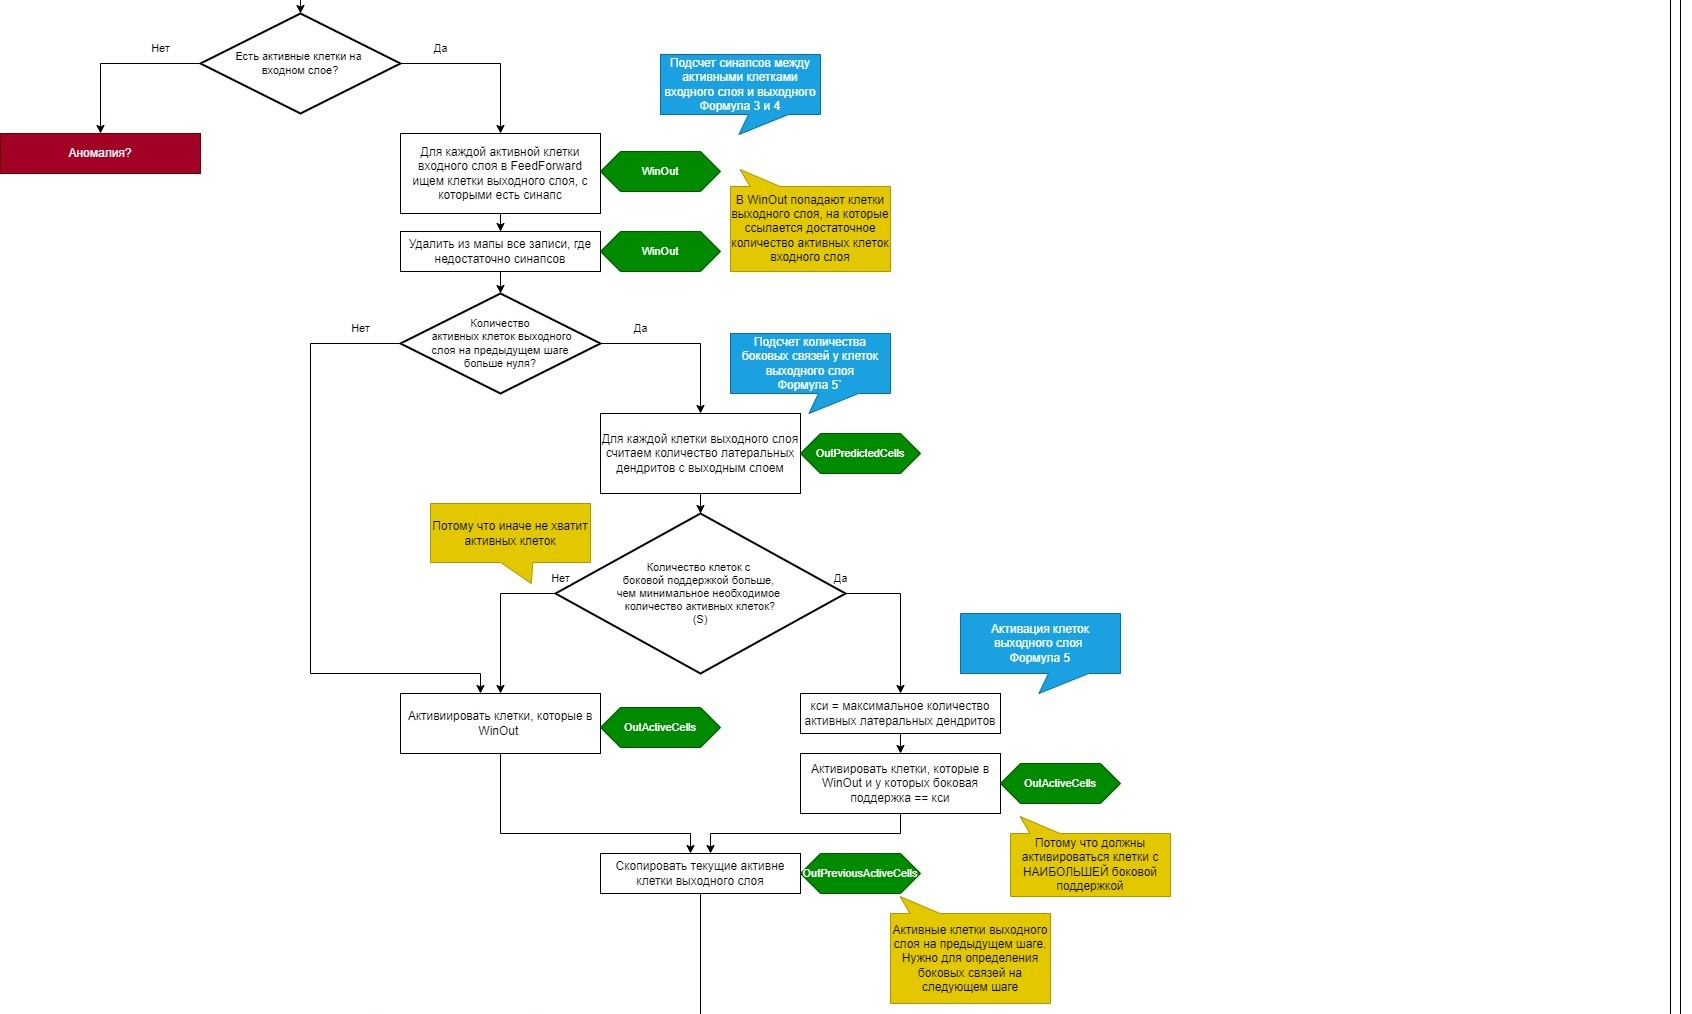 Нет
Да
Есть активные клетки на
входном слое?
Подсчет синапсов между
активными клетками
входного слоя и выходного
Формула 3 и 4
Аномалия?
Для каждой активной клетки
входного слоя в FeedForward
ищем клетки выходного слоя, с
которыми есть синапс
WinOut
В WinOut попадают клетки
выходного слоя, на которые
ссылается достаточное
количество активных клеток
входного слоя
Удалить из мапы все записи, где
недостаточно синапсов
WinOut
Нет
Да
Количество
активных клеток выходного
слоя на предыдущем шаге
больше нуля?
Подсчет количества
боковых связей у клеток
выходного слоя
Формула 5`
Для каждой клетки выходного слоя
считаем количество латеральных
дендритов с выходным слоем
OutPredictedCells
Потому что иначе не хватит
активных клеток
Нет
Да
Количество клеток с
боковой поддержкой больше,
чем минимальное необходимое
количество активных клеток?
(S)
Активация клеток
выходного слоя
Формула 5
Активиировать клетки, которые в
WinOut
OutActiveCells
кси = максимальное количество
активных латеральных дендритов
Активировать клетки, которые в
WinOut и у которых боковая
поддержка == кси
OutActiveCells
Потому что должны
активироваться клетки с
НАИБОЛЬШЕЙ боковой
поддержкой
Скопировать текущие активне
клетки выходного слоя
OutPreviousActiveCells
Активные клетки выходного
слоя на предыдущем шаге.
Нужно для определения
боковых связей на
следующем шаге